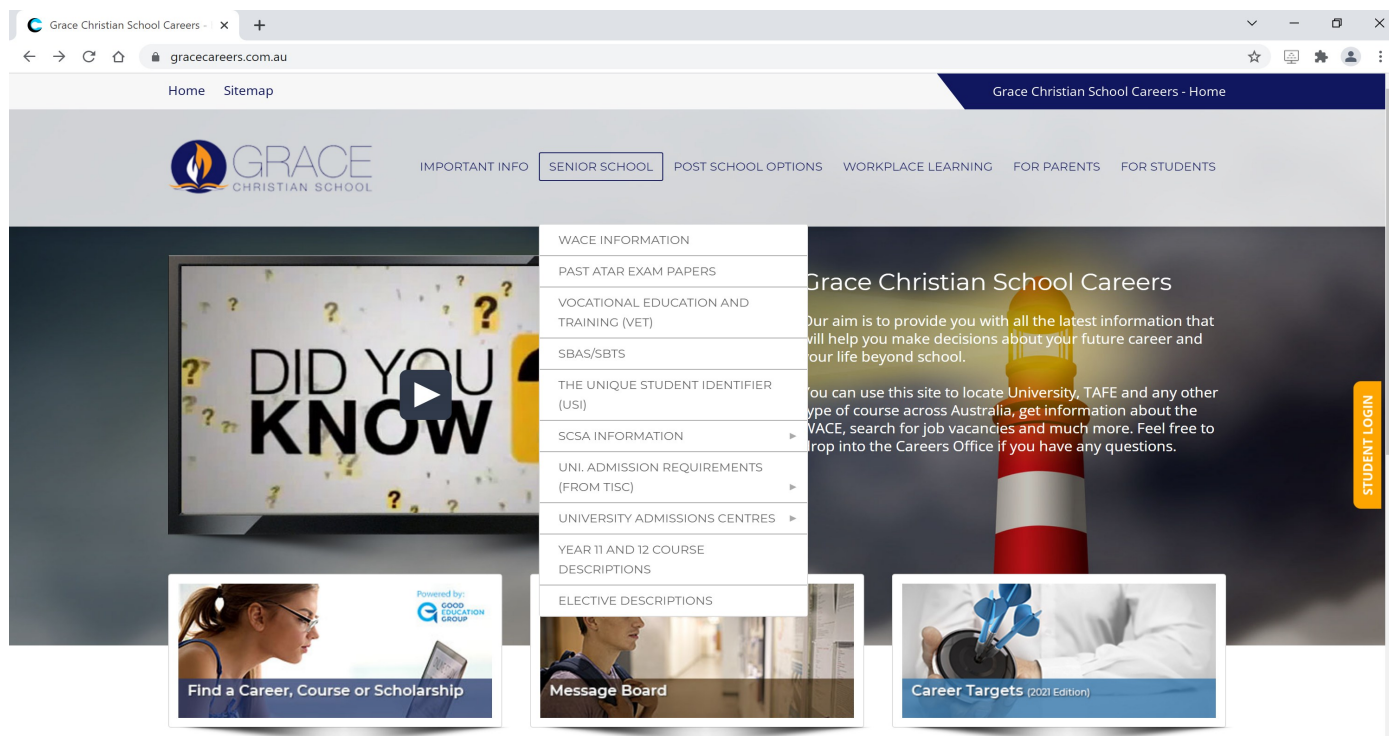 Grace Christian School Careers -
gracecareers.com.au
Home Sitemap
Grace Christian School Careers - Home
GRACE
CHRISTIAN SCHOOL
IMPORTANT INFO SENIOR SCHOOL POST SCHOOL OPTIONS WORKPLACE LEARNING FOR PARENTS FOR STUDENTS
WACE INFORMATION
PAST ATAR EXAM PAPERS
VOCATIONAL EDUCATION AND
TRAINING (VET)
SBAS/SBTS
THE UNIQUE STUDENT IDENTIFIER
(USI)
SCSA INFORMATION
UNI. ADMISSION REQUIREMENTS
(FROM TISC)
UNIVERSITY ADMISSIONS CENTRES
YEAR 11 AND 12 COURSE
DESCRIPTIONS
ELECTIVE DESCRIPTIONS
DID YOU
KNOW ?
Grace Christian School Careers
Our aim is to provide you with all the latest information that
will help you make decisions about your future career and
your life beyond school.
You can use this site to locate University, TAFE and any other
type of course across Australia, get information about the
WACE, search for job vacancies and much more. Feel free to
drop into the Careers Office if you have any questions.
STUDENT LOGIN
Powered by:
GOOD
EDUCATION
GROUP
Find a Career, Course or Scholarship
Message Board
Career Targets (2021 Edition)